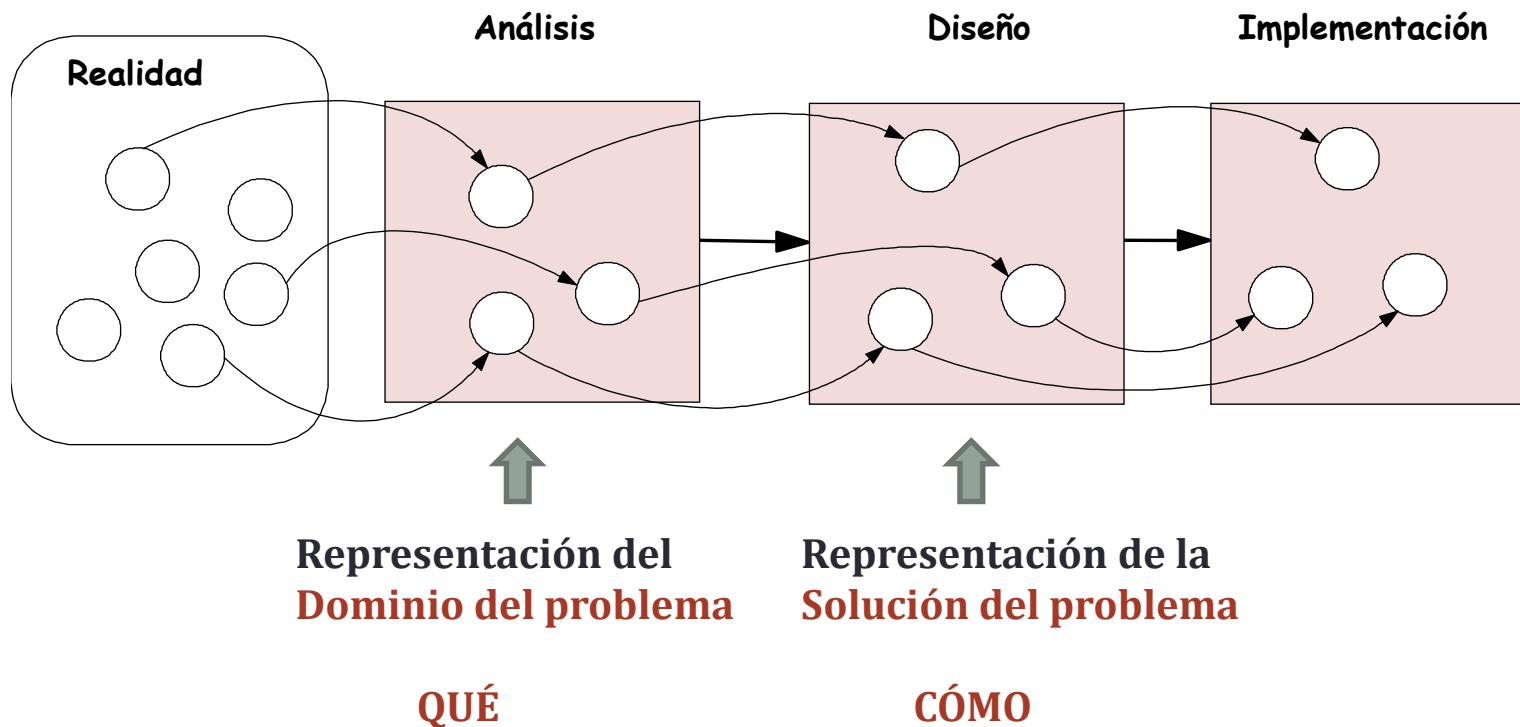 Análisis
Diseño
Implementación
Realidad
Representación del
Dominio del problema
Representación de la
Solución del problema
QUÉ
CÓMO